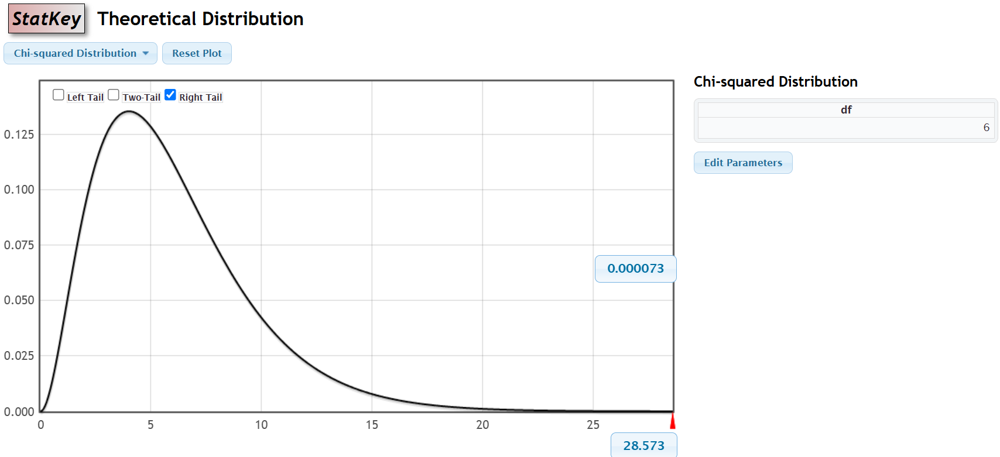 StatKey Theoretical Distribution
Chi-squared Distribution Reset Plot
Chi-squared Distribution
df
6
Edit Parameters
Left Tail Two-Tail Right Tail
0.125
0.100
0.075
0.050
0.025
0.000
0.000073
0 5 10 15 20 25
28.573